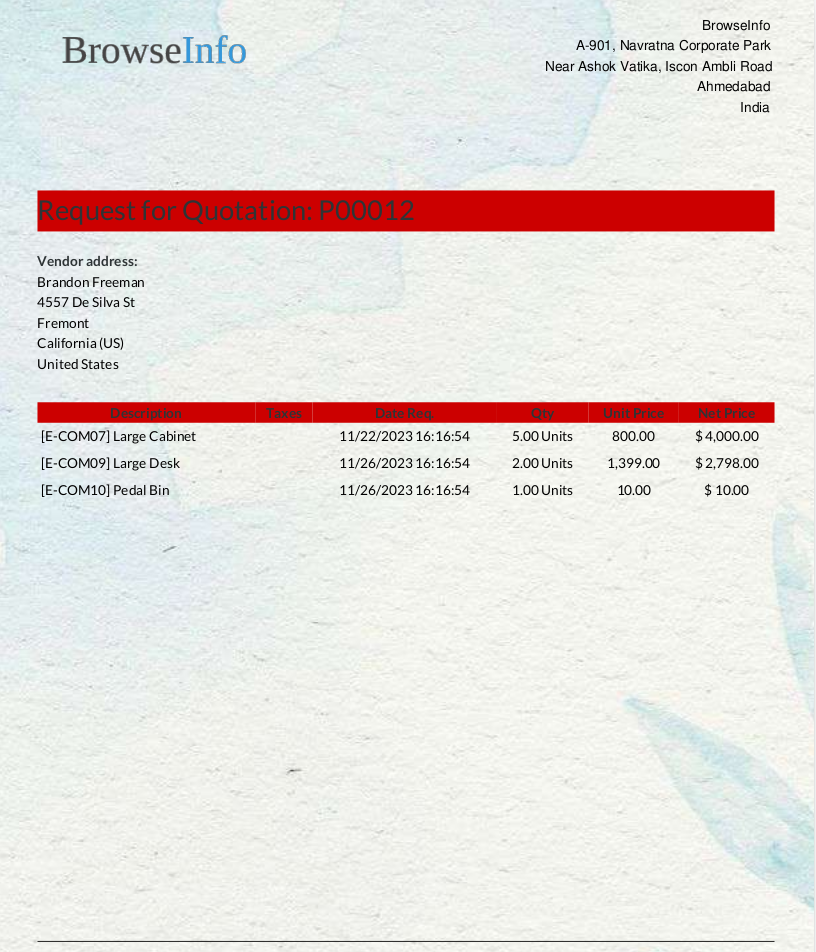 BrowseInfo
BrowseInfo
A-901, Navratna Corporate Park
Near Ashok Vatika, Iscon Ambli Road
Ahmedabad
India
Request for Quotation: P00012
Vendor address:
Brandon Freeman
4557 De Silva St
Fremont
California (US)
United States
Description Taxes Date Req. Qty Unit Price Net Price
[E-COM07] Large Cabinet 11/22/2023 16:16:54 5.00 Units 800.00 $ 4,000.00
[E-COM09] Large Desk 11/26/2023 16:16:54 2.00 Units 1,399.00 $ 2,798.00
[E-COM10] Pedal Bin 11/26/2023 16:16:54 1.00 Units 10.00 $ 10.00